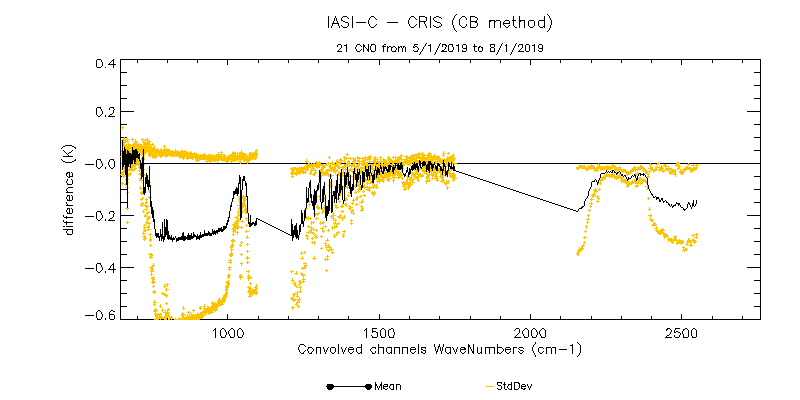 IASI-C - CRIS (CB method)
21 CNO from 5/1/2019 to 8/1/2019
0.4
0.2
-0.0
-0.2
-0.4
-0.6
difference (K)
1000 1500 2000 2500
Convolved channels WaveNumbers (cm-1)
Mean StdDev